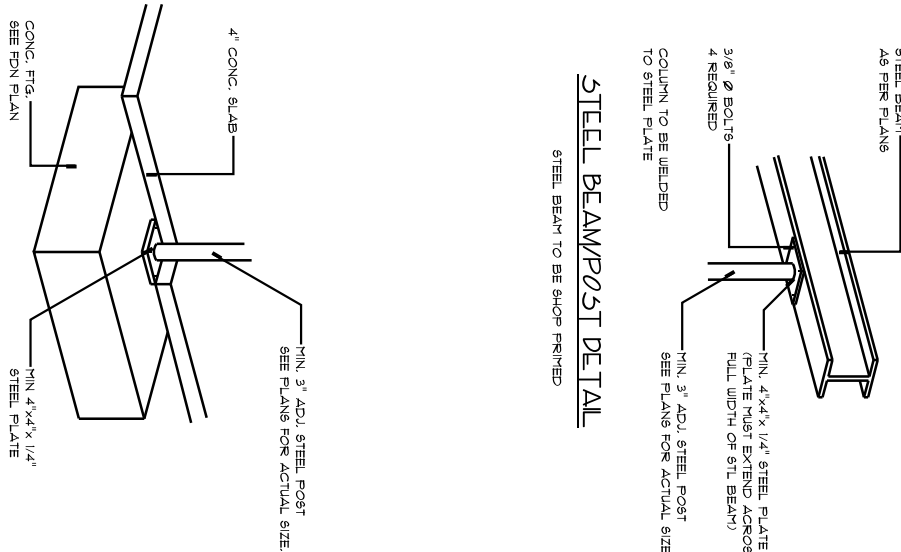 STEEL BEAM
AS PER PLANS
3/8" Ø BOLTS
4 REQUIRED
MIN. 4"x4"x 1/4" STEEL PLATE
(PLATE MUST EXTEND ACROS
FULL WIDTH OF STL BEAM)
COLUMN TO BE WELDED
TO STEEL PLATE
MIN. 3" ADJ. STEEL POST
SEE PLANS FOR ACTUAL SIZE
STEEL BEAM/POST DETAIL
STEEL BEAM TO BE SHOP PRIMED
MIN. 3" ADJ. STEEL POST
SEE PLANS FOR ACTUAL SIZE.
4" CONC. SLAB
CONC. FTG.
SEE FDN PLAN
MIN 4"x4"x 1/4"
STEEL PLATE